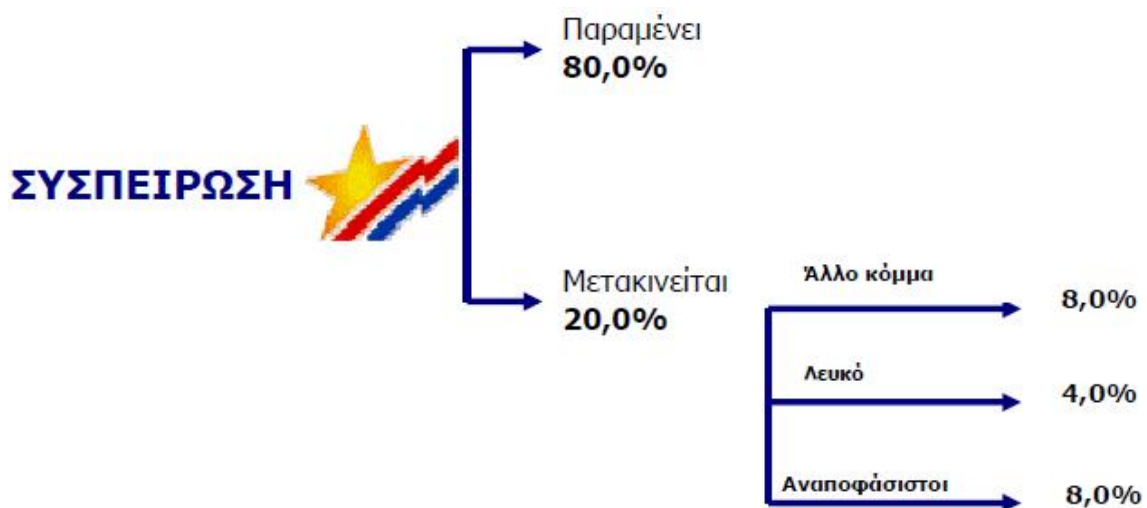 Παραμένει
80,0%
ΣΥΣΠΕΙΡΩΣΗ
Μετακινείται
20,0%
Άλλο κόμμα
8,0%
Λευκό
4,0%
Αναποφάσιστοι
8,0%